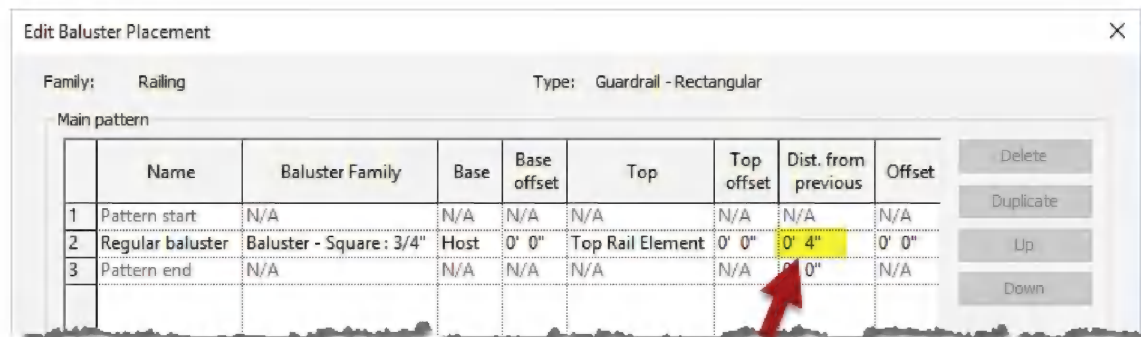 Edit Baluster Placement
Family: Railing Type: Guardrail - Rectangular
Main pattern
Name Baluster Family Base Base offset Top Top offset Dist. from previous Offset
1 Pattern start N/A N/A N/A N/A N/A N/A N/A
2 Regular baluster Baluster - Square : 3/4" Host 0' 0" Top Rail Element 0' 0" 0' 4" 0' 0"
3 Pattern end N/A N/A N/A N/A N/A 0" N/A
Delete
Duplicate
Up
Down